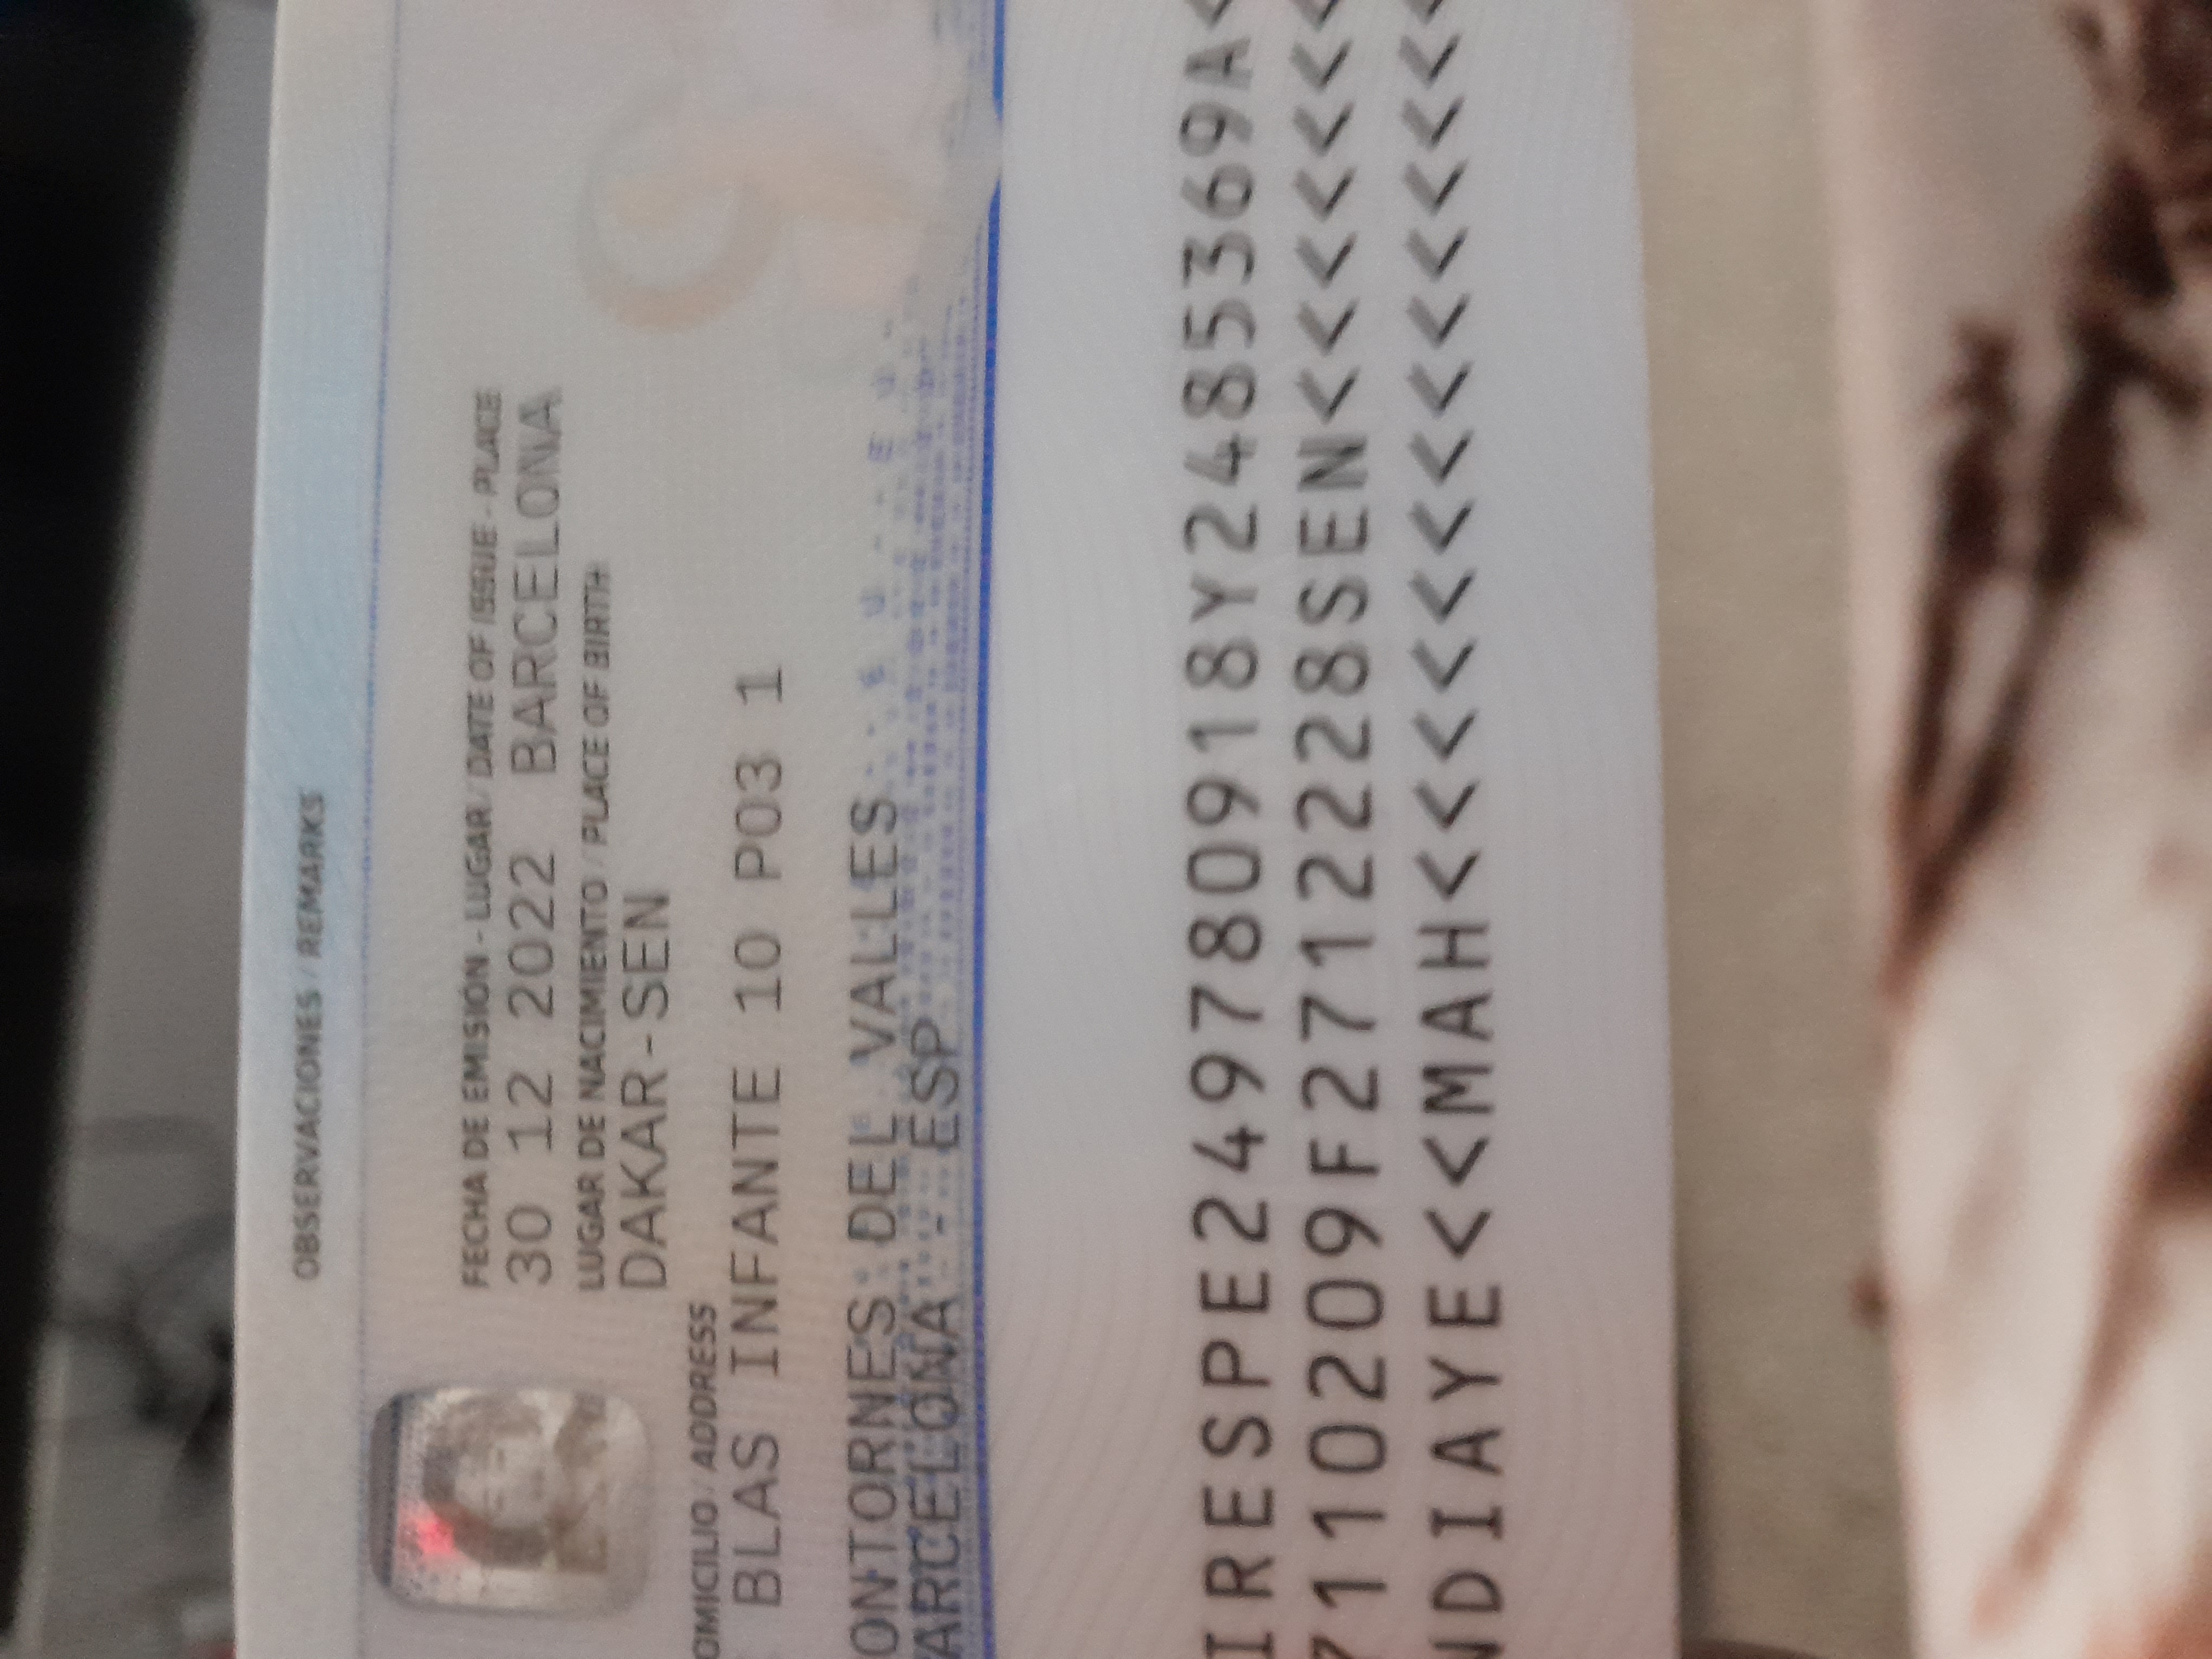 OBSERVACIONES / REMARKS
FECHA DE EMISIÓN - LUGAR / DATE OF ISSUE - PLACE
30 12 2022 BARCELONA
LUGAR DE NACIMIENTO / PLACE OF BIRTH
DAKAR-SEN
OMICILIO / ADDRESS
BLAS INFANTE 10 P03 1
ONTORNES DEL VALLES
ARCELONA - ESP
IRESPE249780918Y2485369A<
7110209F2712228SEN<<<<<<<
NDIAYE<<MAH<<<<<<<<<<<<<